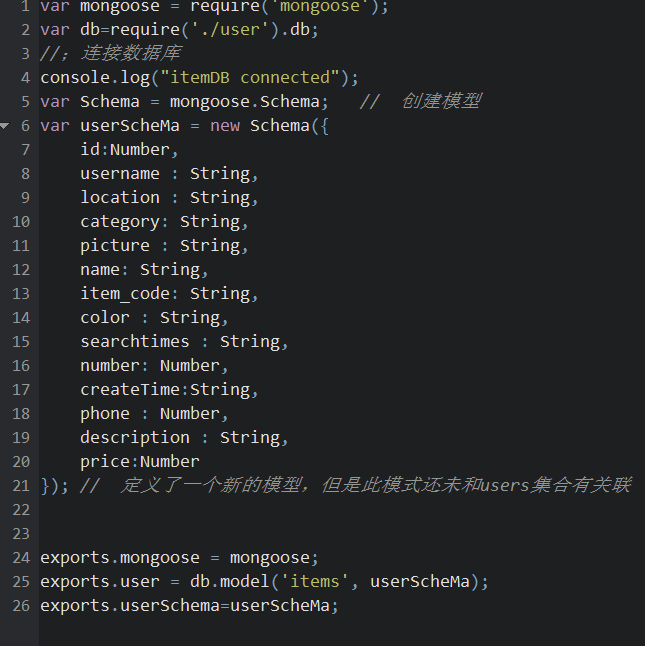 1 var mongoose = require('mongoose');
2 var db=require('./user').db;
3 //; 连接数据库
4 console.log("itemDB connected");
5 var Schema = mongoose.Schema;   //  创建模型
6 var userScheMa = new Schema({
7     id:Number,
8     username : String,
9     location : String,
10     category: String,
11     picture : String,
12     name: String,
13     item_code: String,
14     color : String,
15     searchtimes : String,
16     number: Number,
17     createTime:String,
18     phone : Number,
19     description : String,
20     price:Number
21 }); //  定义了一个新的模型，但是此模式还未和users集合有关联
22
23
24 exports.mongoose = mongoose;
25 exports.user = db.model('items', userScheMa);
26 exports.userSchema=userScheMa;